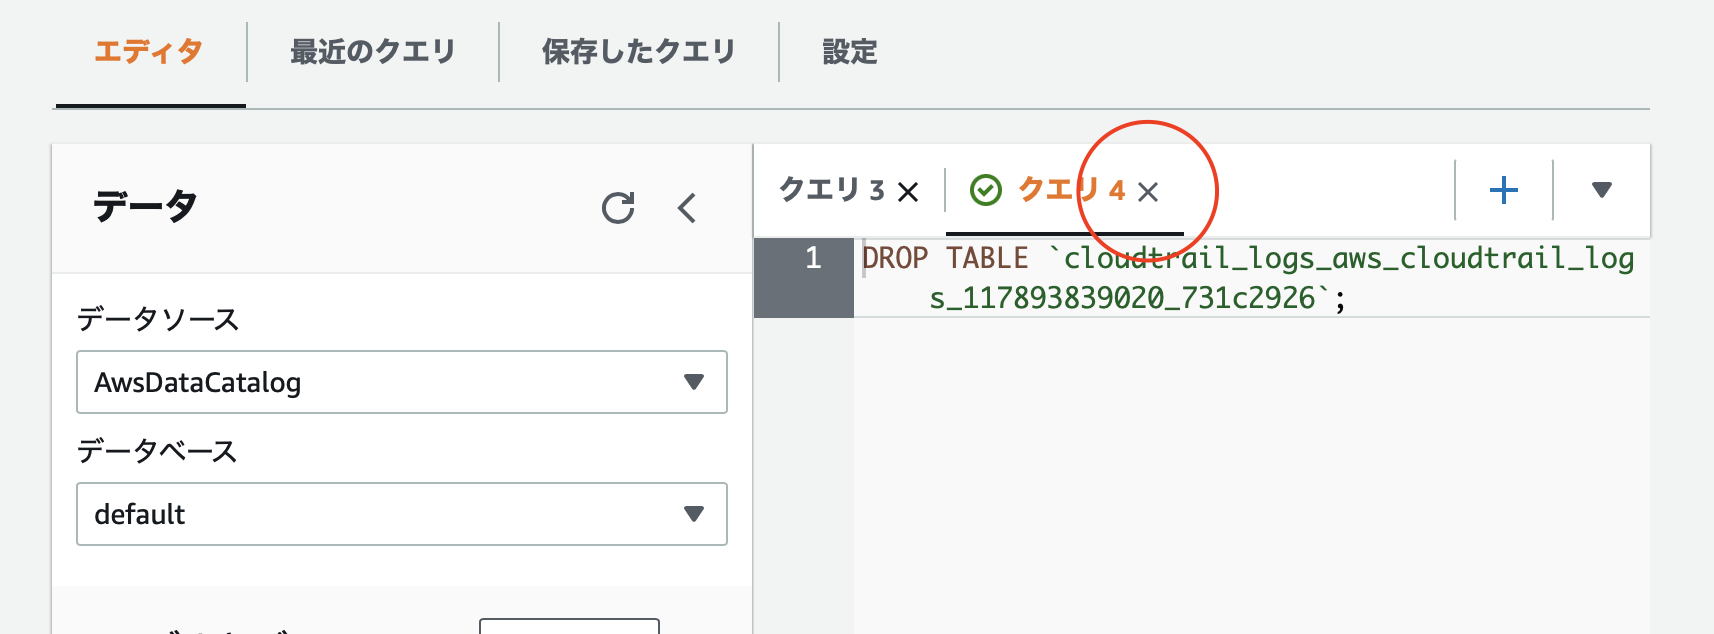 エディタ
最近のクエリ
保存したクエリ
設定
データ
データソース
AwsDataCatalog
データベース
default
クエリ 3
クエリ 4
1
DROP TABLE `cloudtrail_logs_aws_cloudtrail_log
s_117893839020_731c2926`;